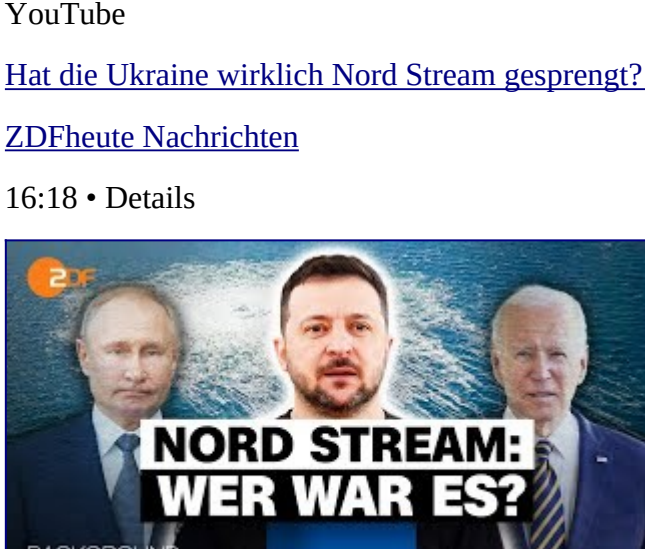 YouTube
Hat die Ukraine wirklich Nord Stream gesprengt?
ZDFheute Nachrichten
16:18 • Details
ZDF
NORD STREAM:
WER WAR ES?
BACKGROUND